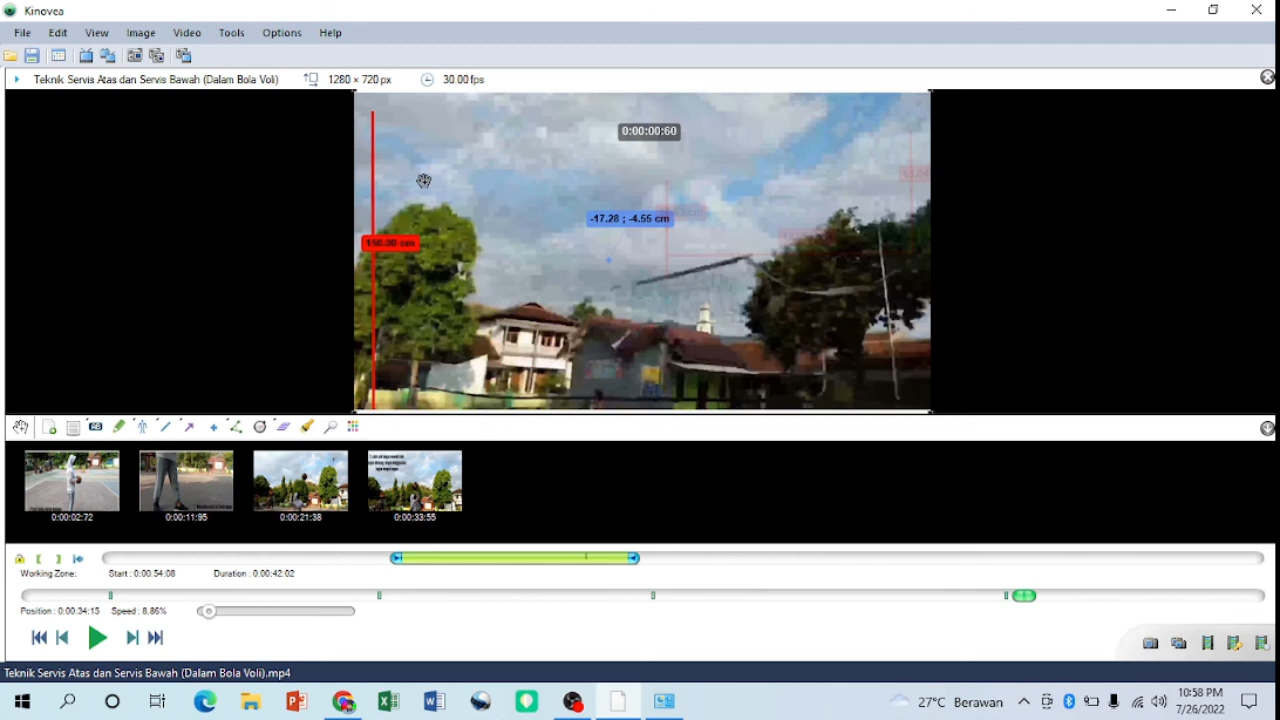 Kinovea
File Edit View Image Video Tools Options Help
Teknik Servis Atas dan Servis Bawah (Dalam Bola Voli) 1280 × 720 px 30.00 fps
0:00:00:60
-17.28 ; -4.55 cm
150.00 cm
0:00:02:72 0:00:11:95 0:00:21:38 0:00:33:55
Working Zone: Start : 0:00:54:08 Duration : 0:00:42:02
Position : 0:00:34:15 Speed : 8.86%
Teknik Servis Atas dan Servis Bawah (Dalam Bola Voli).mp4
27°C Berawan 10:58 PM
7/26/2022